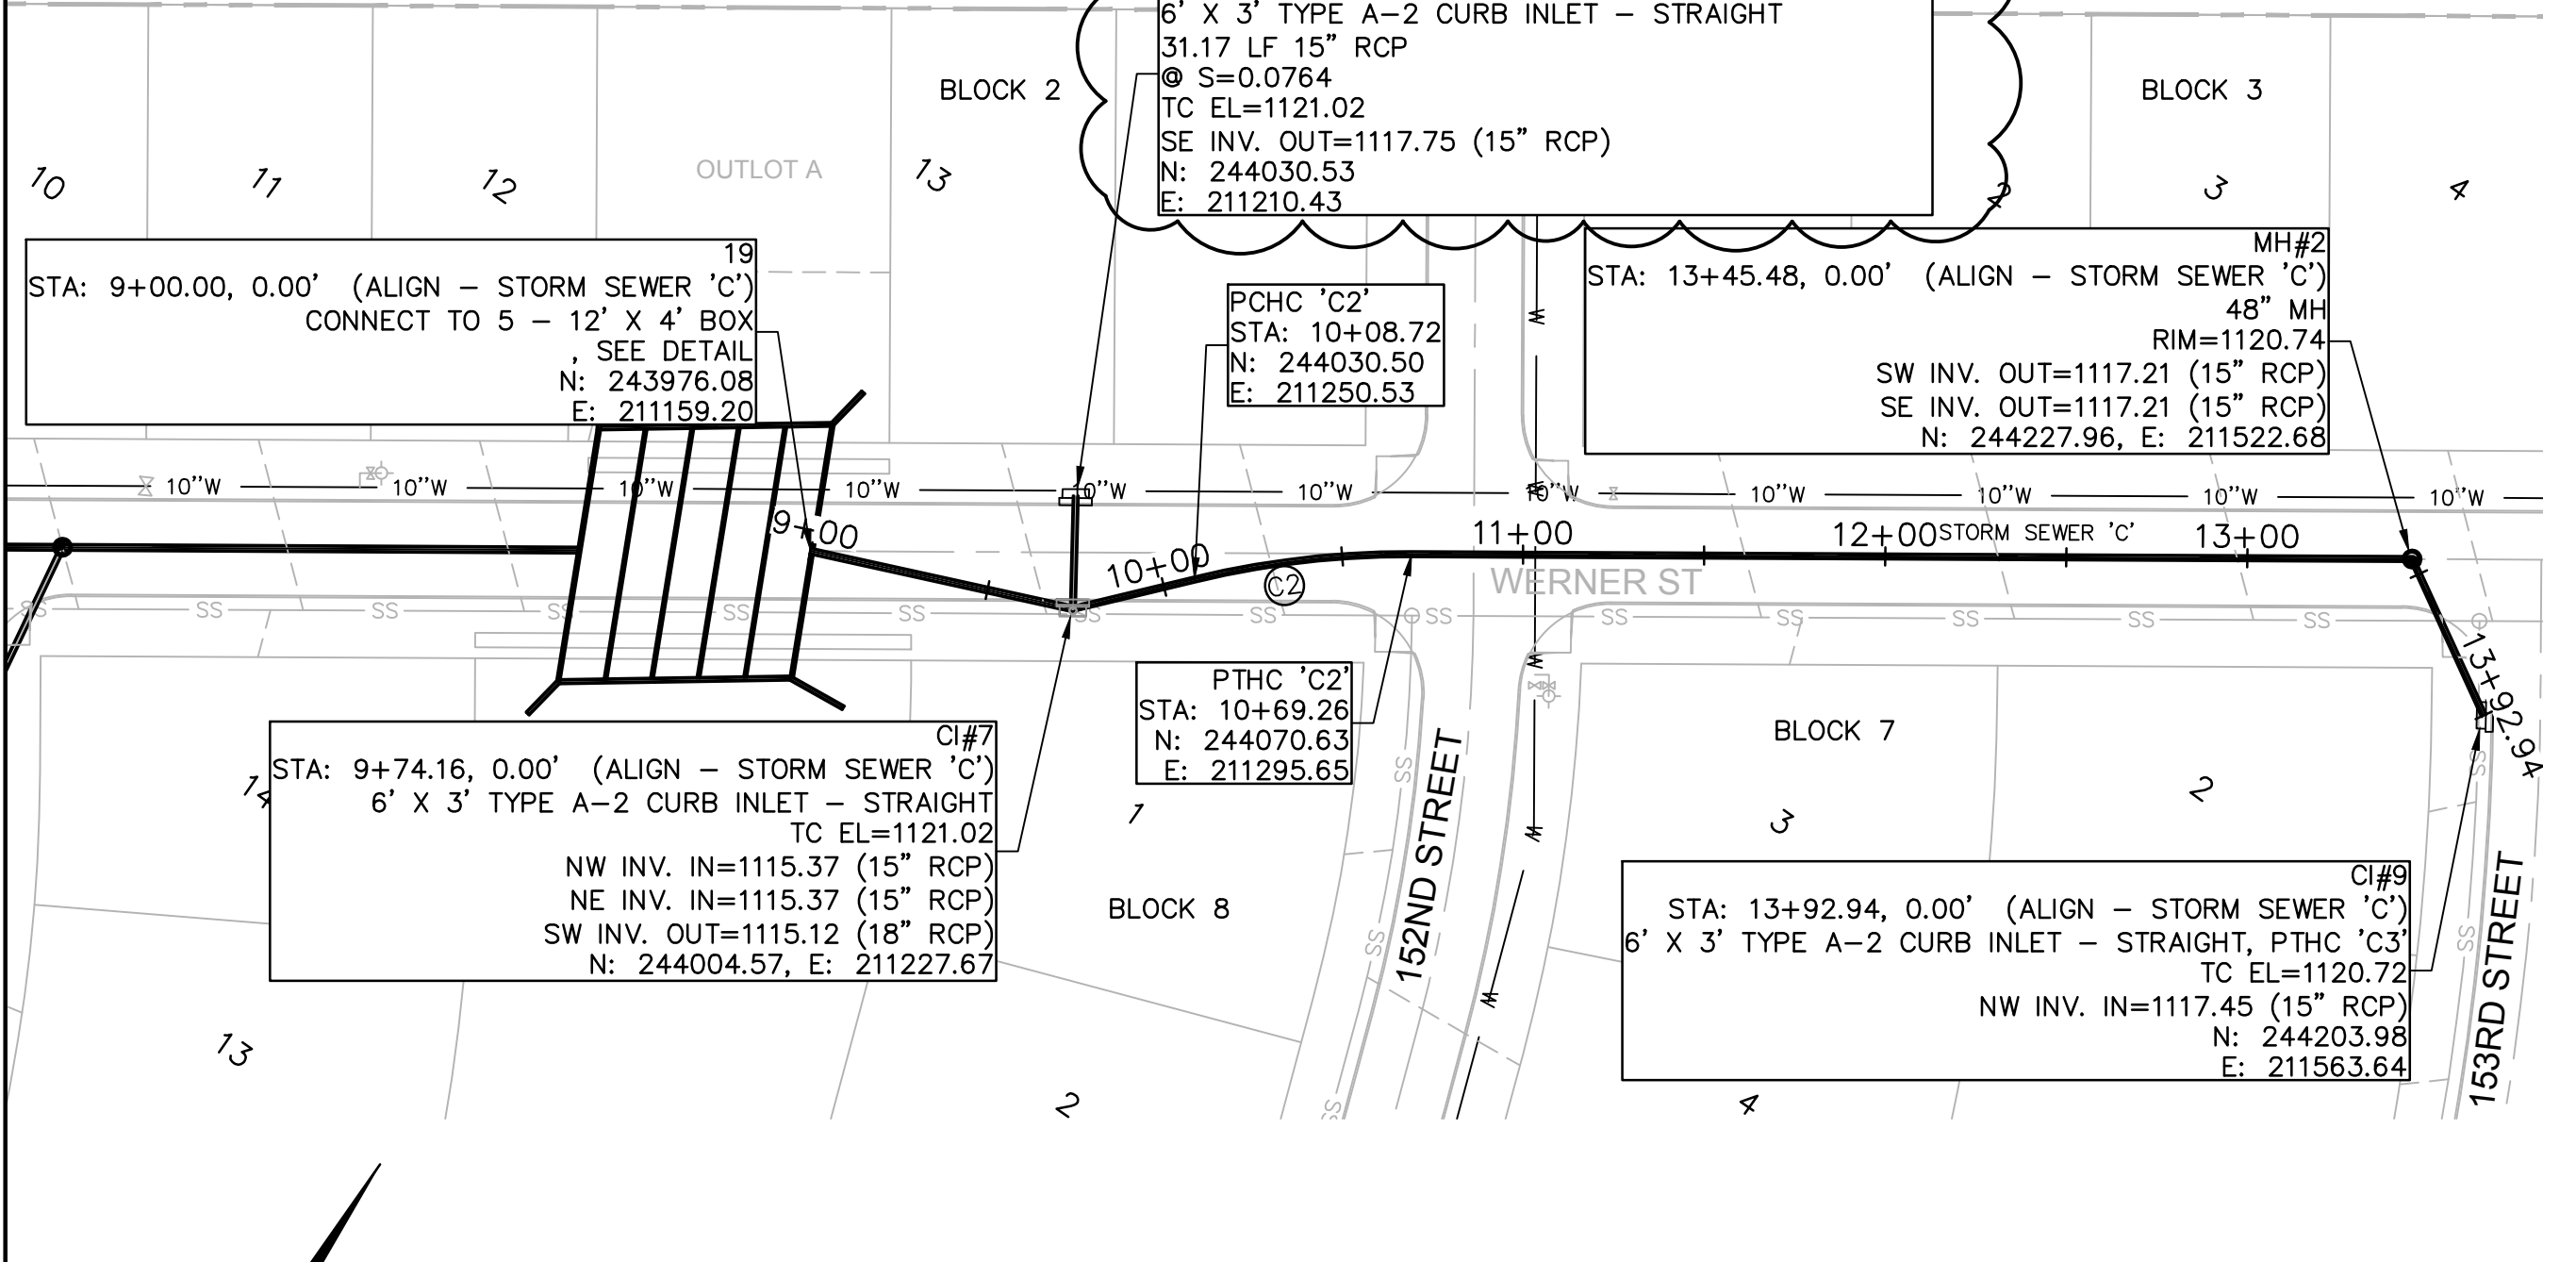 6' X 3' TYPE A-2 CURB INLET - STRAIGHT
31.17 LF 15" RCP
@ S=0.0764
TC EL=1121.02
SE INV. OUT=1117.75 (15" RCP)
N: 244030.53
E: 211210.43
BLOCK 2
BLOCK 3
10
11
12
OUTLOT A
13
2
3
4
19
STA: 9+00.00, 0.00' (ALIGN - STORM SEWER 'C')
CONNECT TO 5 - 12' X 4' BOX
, SEE DETAIL
N: 243976.08
E: 211159.20
PCHC 'C2'
STA: 10+08.72
N: 244030.50
E: 211250.53
MH#2
STA: 13+45.48, 0.00' (ALIGN - STORM SEWER 'C')
48" MH
RIM=1120.74
SW INV. OUT=1117.21 (15" RCP)
SE INV. OUT=1117.21 (15" RCP)
N: 244227.96, E: 211522.68
W
10"W 10"W 10"W 10"W 10"W 10"W 10"W 10"W 10"W 10"W 10"W
W
9+00
10+00
11+00
12+00
STORM SEWER 'C'
13+00
C2
WERNER ST
SS SS SS SS SS SS SS SS SS SS SS SS SS SS
W
13+92.94
PTHC 'C2'
STA: 10+69.26
N: 244070.63
E: 211295.65
CI#7
STA: 9+74.16, 0.00' (ALIGN - STORM SEWER 'C')
6' X 3' TYPE A-2 CURB INLET - STRAIGHT
TC EL=1121.02
NW INV. IN=1115.37 (15" RCP)
NE INV. IN=1115.37 (15" RCP)
SW INV. OUT=1115.12 (18" RCP)
N: 244004.57, E: 211227.67
14
1
BLOCK 8
BLOCK 7
3
2
SS
SS
SS
152ND STREET
W
W
CI#9
STA: 13+92.94, 0.00' (ALIGN - STORM SEWER 'C')
6' X 3' TYPE A-2 CURB INLET - STRAIGHT, PTHC 'C3'
TC EL=1120.72
NW INV. IN=1117.45 (15" RCP)
N: 244203.98
E: 211563.64
SS
SS
153RD STREET
13
2
4